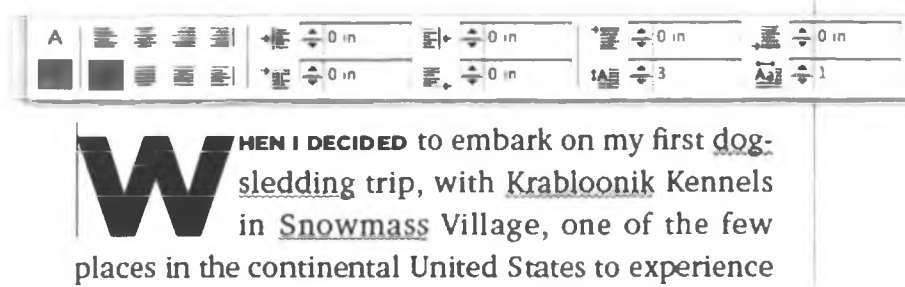 A 0 in 0 in 0 in 0 in
0 in 0 in 3 1
WHEN I DECIDED to embark on my first dog-
sledding trip, with Krabloonik Kennels
in Snowmass Village, one of the few
places in the continental United States to experience